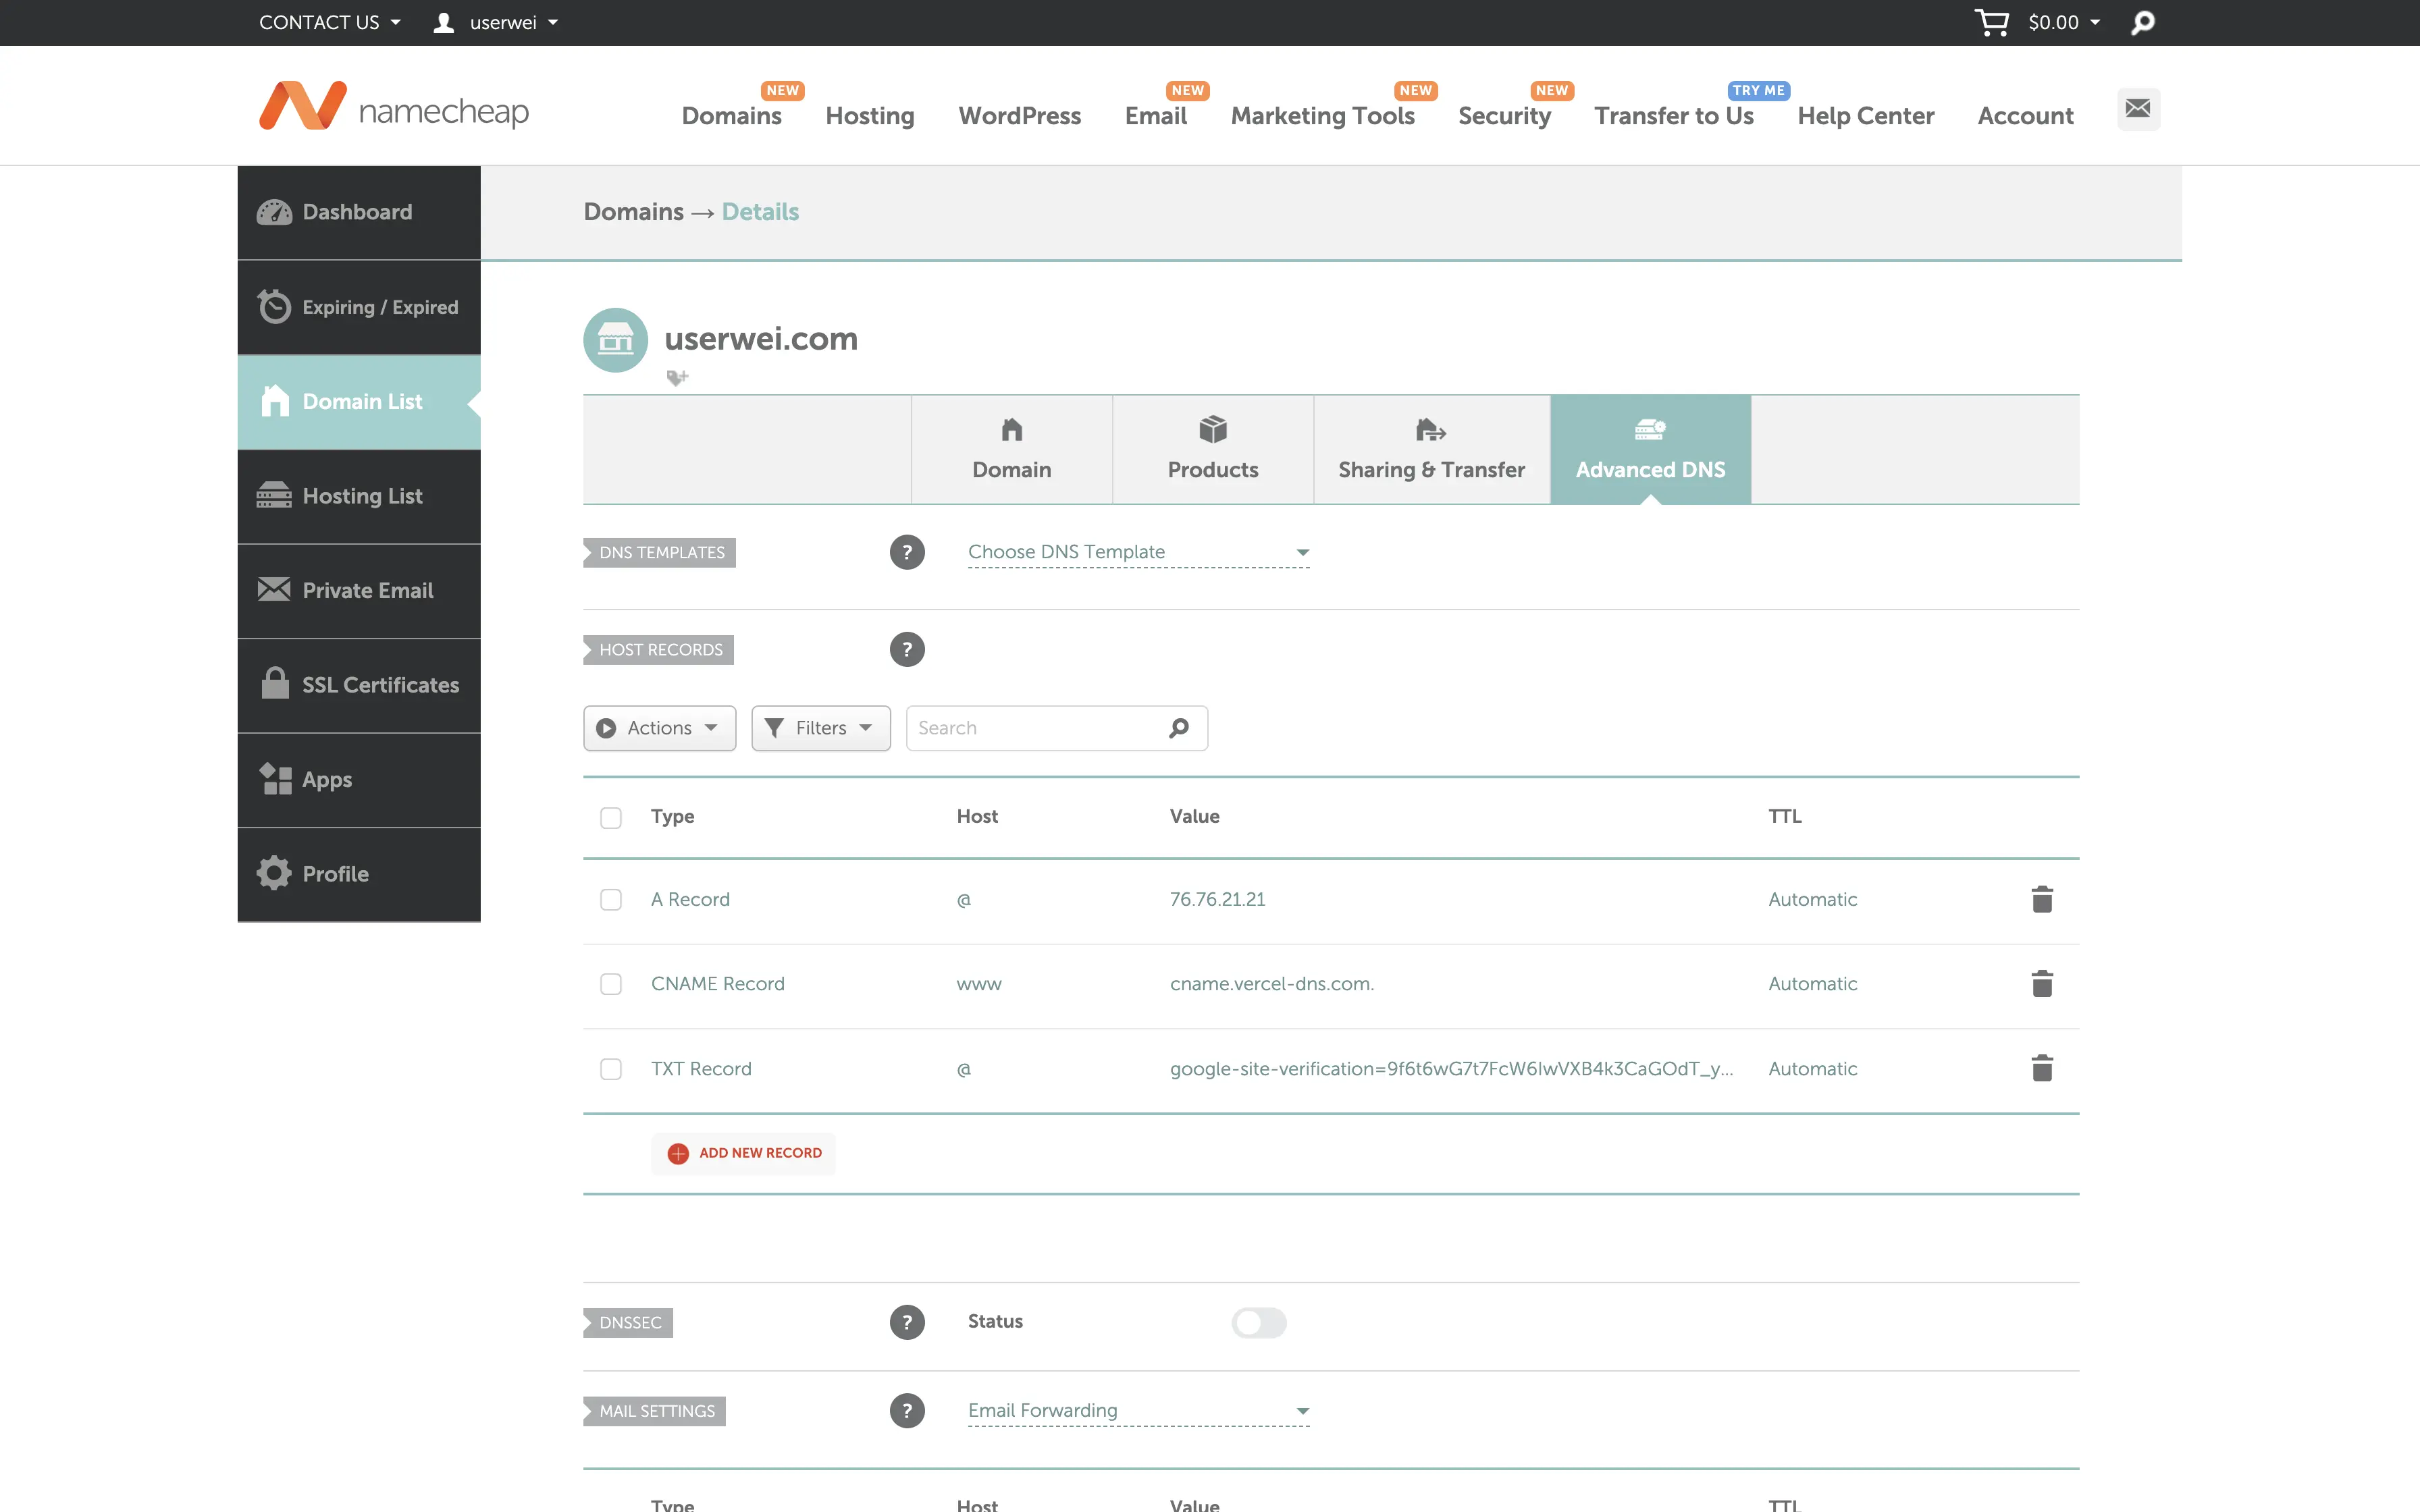 CONTACT US userwei $0.00
NEW NEW NEW NEW TRY ME
namecheap Domains Hosting WordPress Email Marketing Tools Security Transfer to Us Help Center Account
Dashboard
Expiring / Expired
Domain List
Hosting List
Private Email
SSL Certificates
Apps
Profile
Domains → Details
userwei.com
Domain Products Sharing & Transfer Advanced DNS
DNS TEMPLATES ? Choose DNS Template
HOST RECORDS ?
Actions Filters Search
Type Host Value TTL
A Record @ 76.76.21.21 Automatic
CNAME Record www cname.vercel-dns.com. Automatic
TXT Record @ google-site-verification=9f6t6wG7t7FcW6IwVXB4k3CaGOdT_y... Automatic
ADD NEW RECORD
DNSSEC ? Status
MAIL SETTINGS ? Email Forwarding
Type Host Value TTL